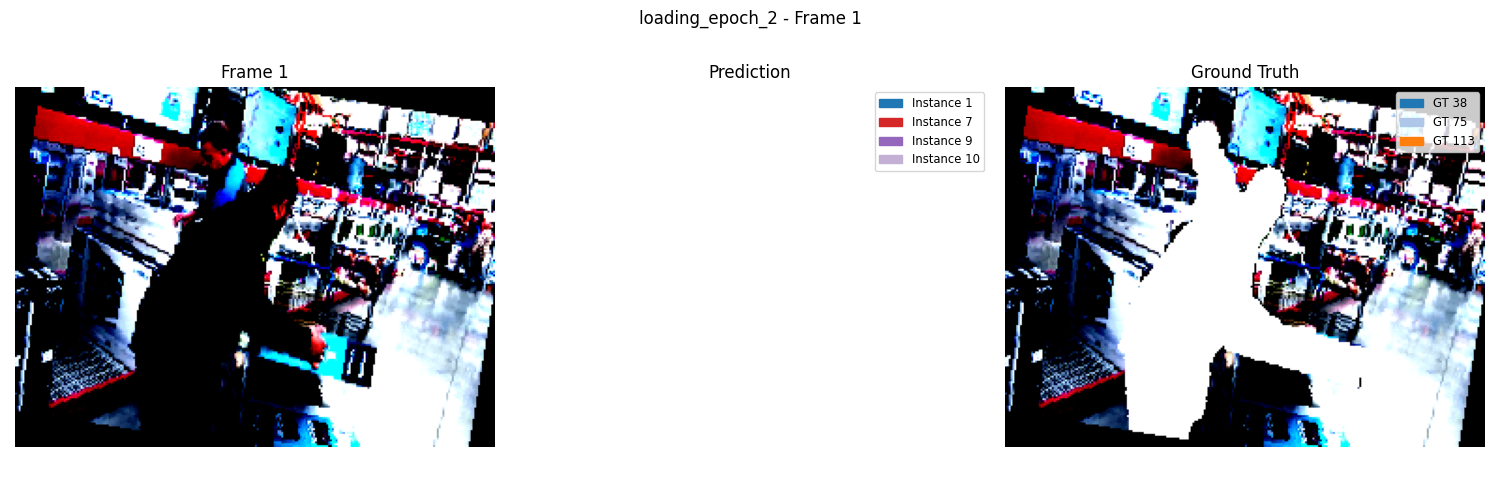 loading_epoch_2 - Frame 1
Frame 1
Prediction
Ground Truth
Instance 1
Instance 7
Instance 9
Instance 10
GT 38
GT 75
GT 113